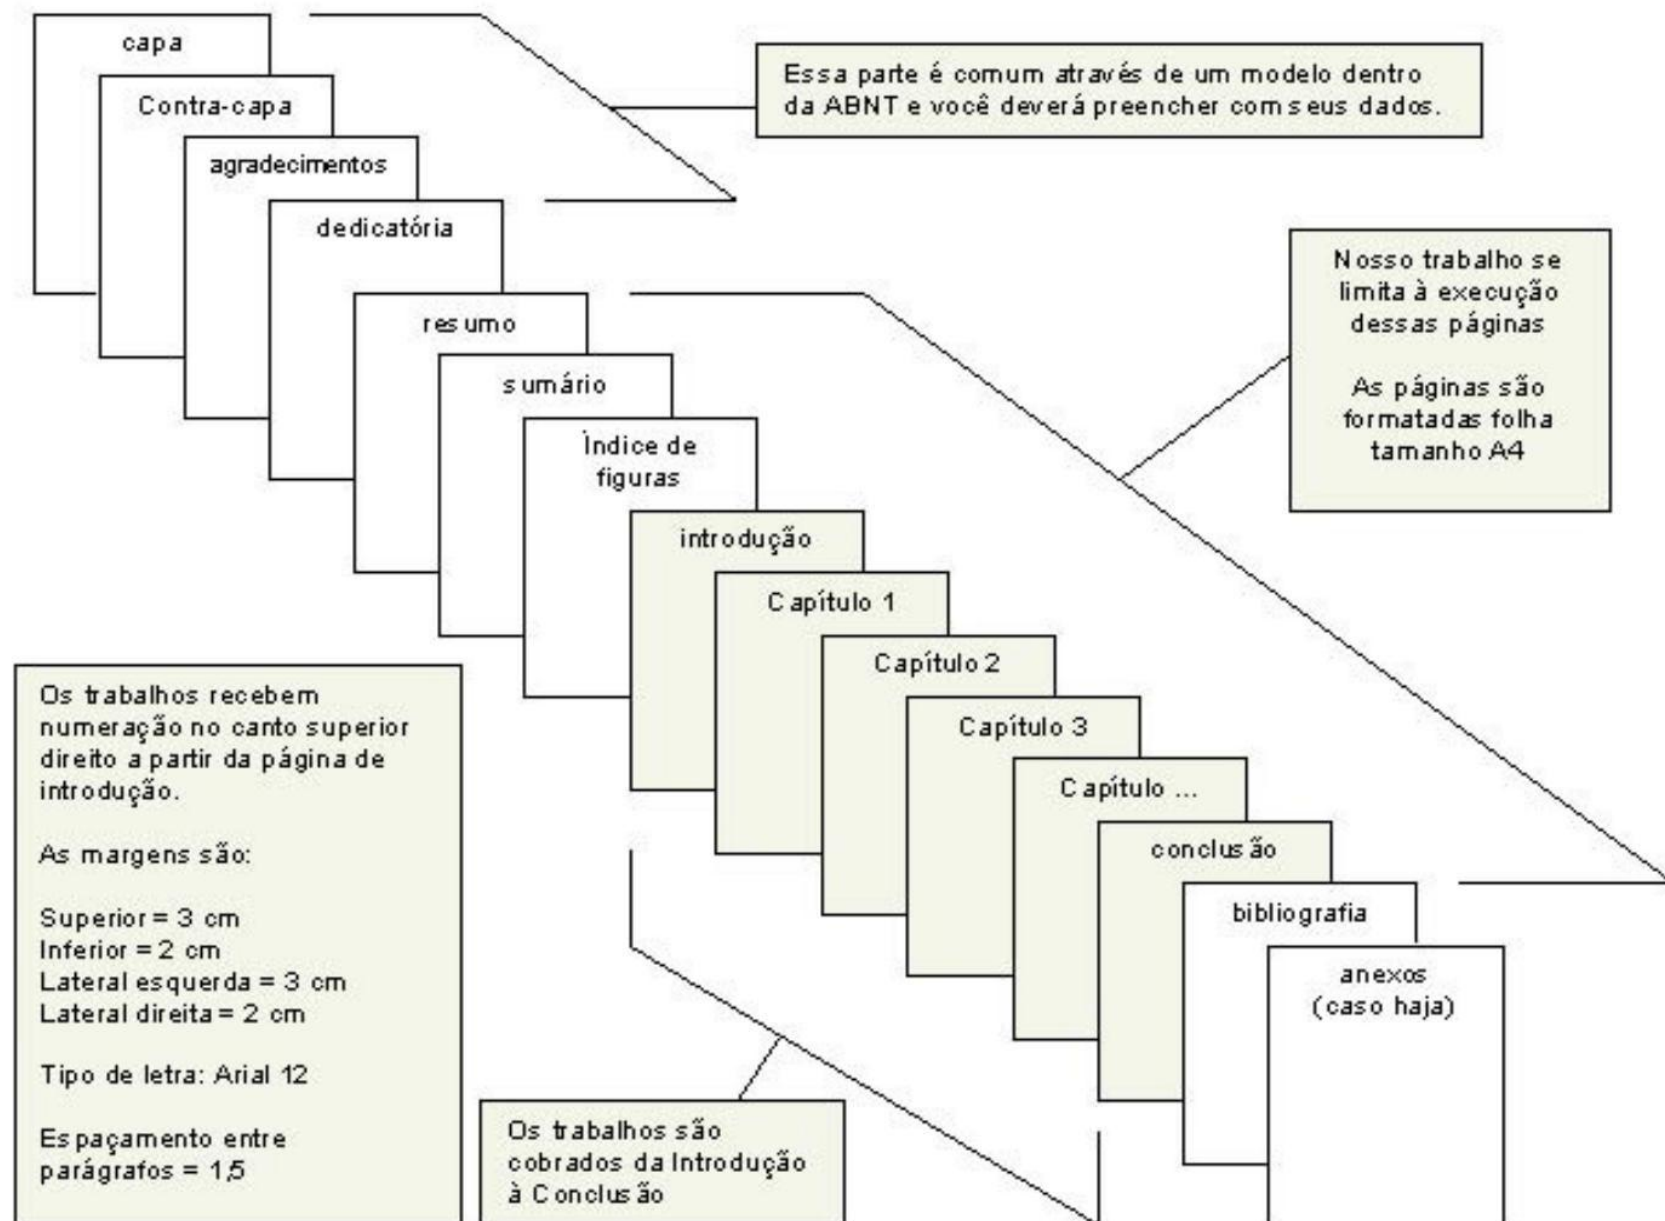 capa
Contra-capa
agradecimentos
dedicatória
resumo
sumário
Índice de
figuras
introdução
Capítulo 1
Capítulo 2
Capítulo 3
Capítulo ...
conclusão
bibliografia
anexos
(caso haja)
Essa parte é comum através de um modelo dentro
da ABNT e você deverá preencher com seus dados.
Nosso trabalho se
limita à execução
dessas páginas
As páginas são
formatadas folha
tamanho A4
Os trabalhos recebem
numeração no canto superior
direito a partir da página de
introdução.
As margens são:
Superior = 3 cm
Inferior = 2 cm
Lateral esquerda = 3 cm
Lateral direita = 2 cm
Tipo de letra: Arial 12
Espaçamento entre
parágrafos = 1,5
Os trabalhos são
cobrados da Introdução
à Conclusão